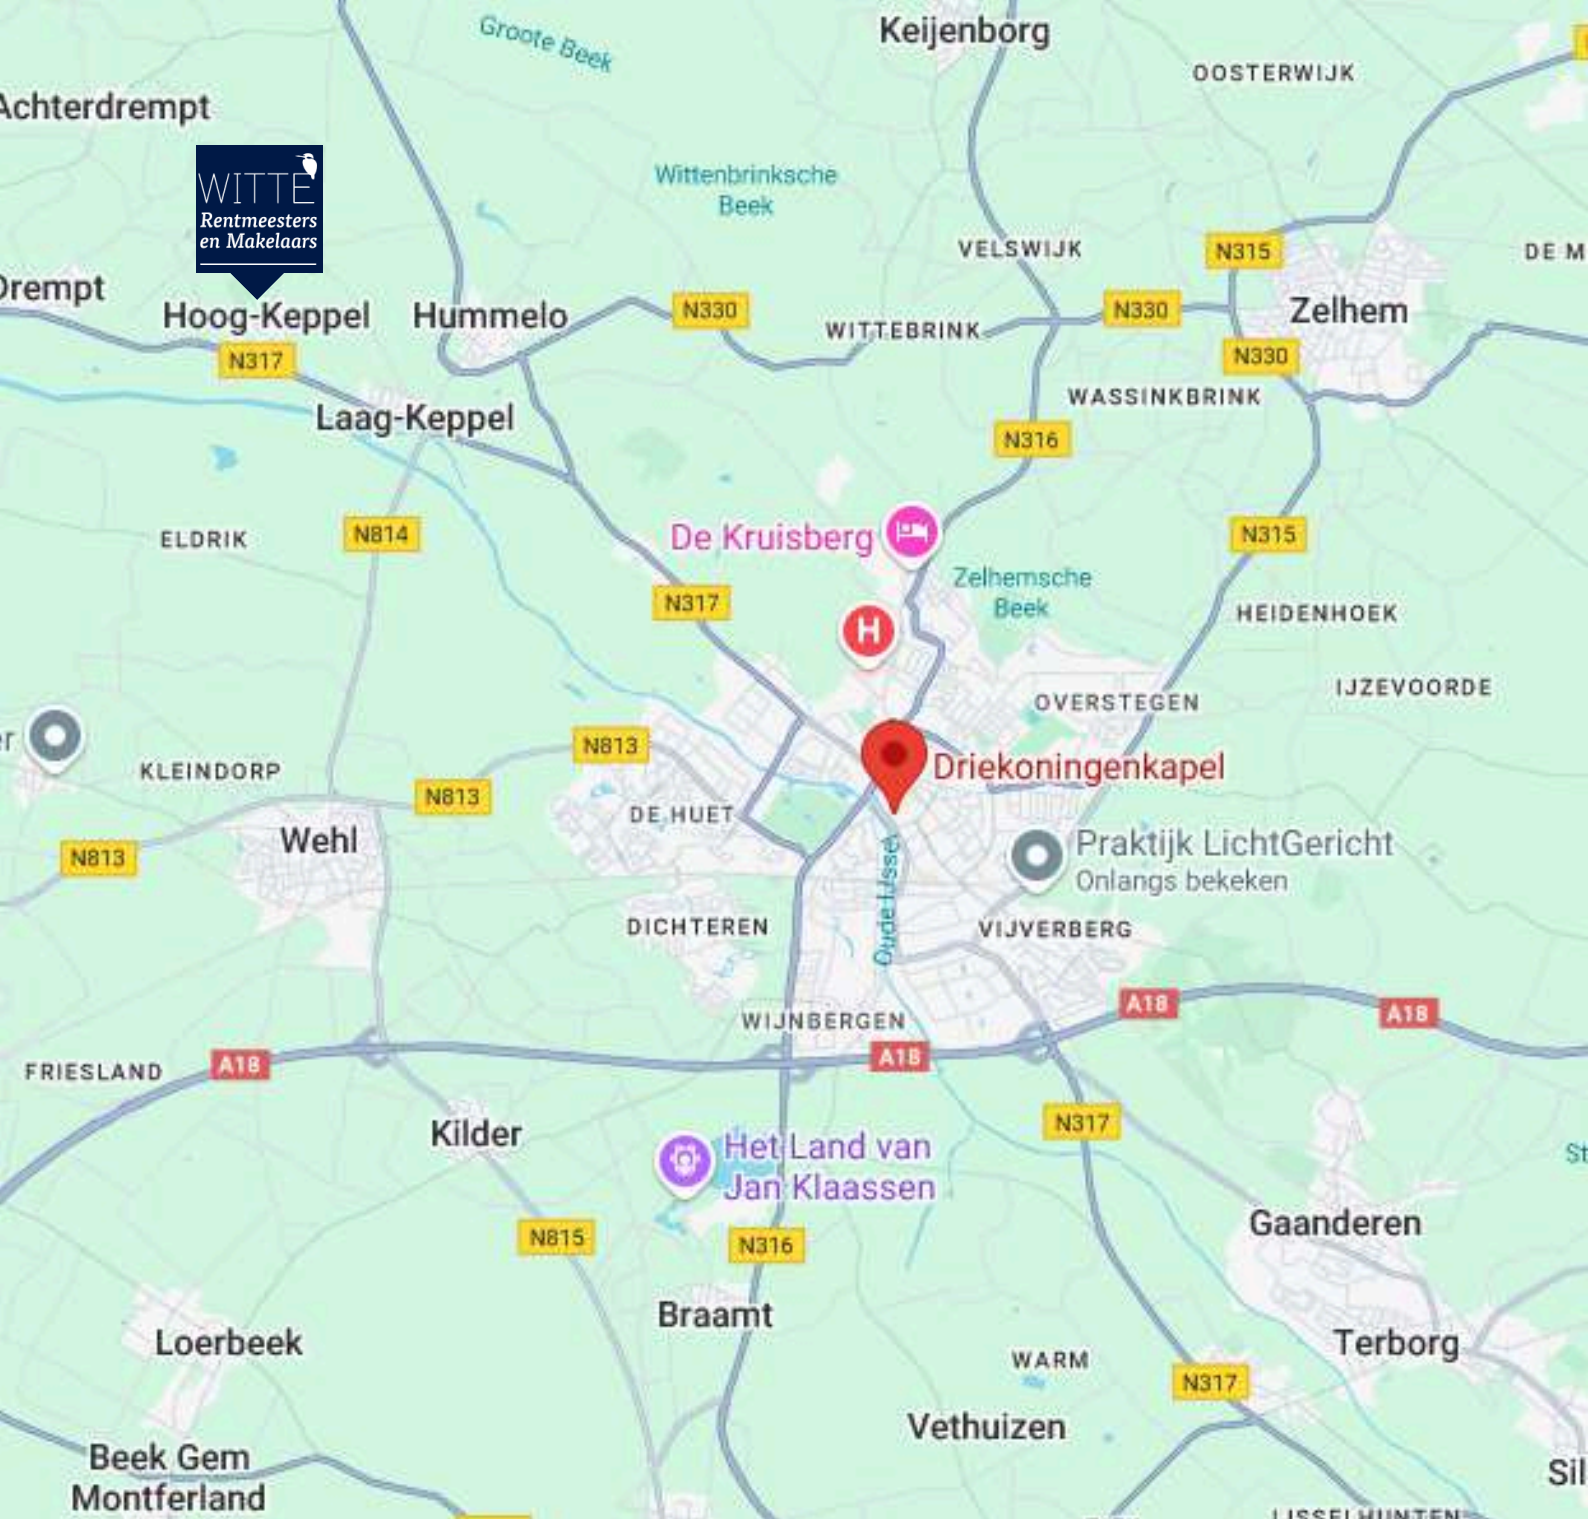 Groote Beek
Keijenborg
OOSTERWIJK
Achterdrempt
WITTE
Rentmeesters
en Makelaars
Wittenbrinksche
Beek
VELSWIJK
N315
DE M
Drempt
Hoog-Keppel
Hummelo
N330
N330
Zelhem
WITTEBRINK
N317
N330
WASSINKBRINK
Laag-Keppel
N316
ELDRIK
N814
De Kruisberg
N315
Zelhemsche
Beek
N317
H
HEIDENHOEK
IJZEVOORDE
OVERSTEGEN
er
N813
KLEINDORP
Driekoningenkapel
N813
DE HUET
Wehl
N813
Praktijk LichtGericht
Onlangs bekeken
Oude IJssel
DICHTEREN
VIJVERBERG
A18
A18
WIJNBERGEN
A18
A18
FRIESLAND
N317
Kilder
Het Land van
Jan Klaassen
St
N815
N316
Gaanderen
Braamt
Loerbeek
Terborg
WARM
N317
Vethuizen
Beek Gem
Montferland
Sil
IJSSELHUNTEN